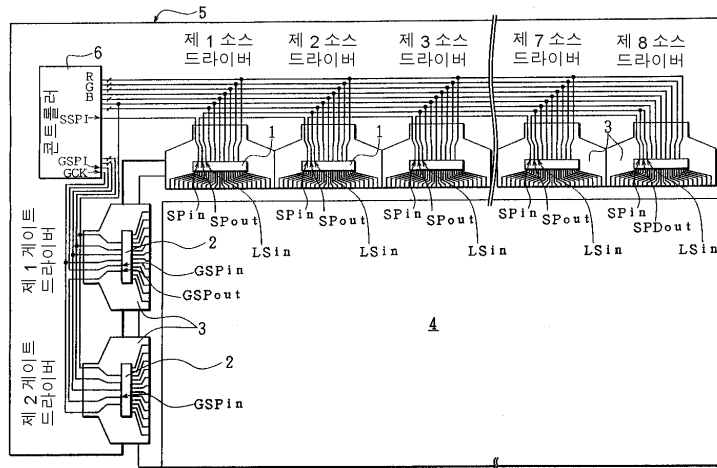 5
6
제 1 소스
드라이버
제 2 소스
드라이버
제 3 소스
드라이버
제 7 소스
드라이버
제 8 소스
드라이버
R
G
B
SSPI
GSPI
GCK
콘트롤러
1
1
3
SPin
SPout
LSin
SPin
SPout
LSin
SPin
SPout
LSin
SPin
SPout
LSin
SPin
SPDout
LSin
제 1 게이트
드라이버
2
GSPin
GSPout
3
제 2 게이트
드라이버
2
GSPin
4